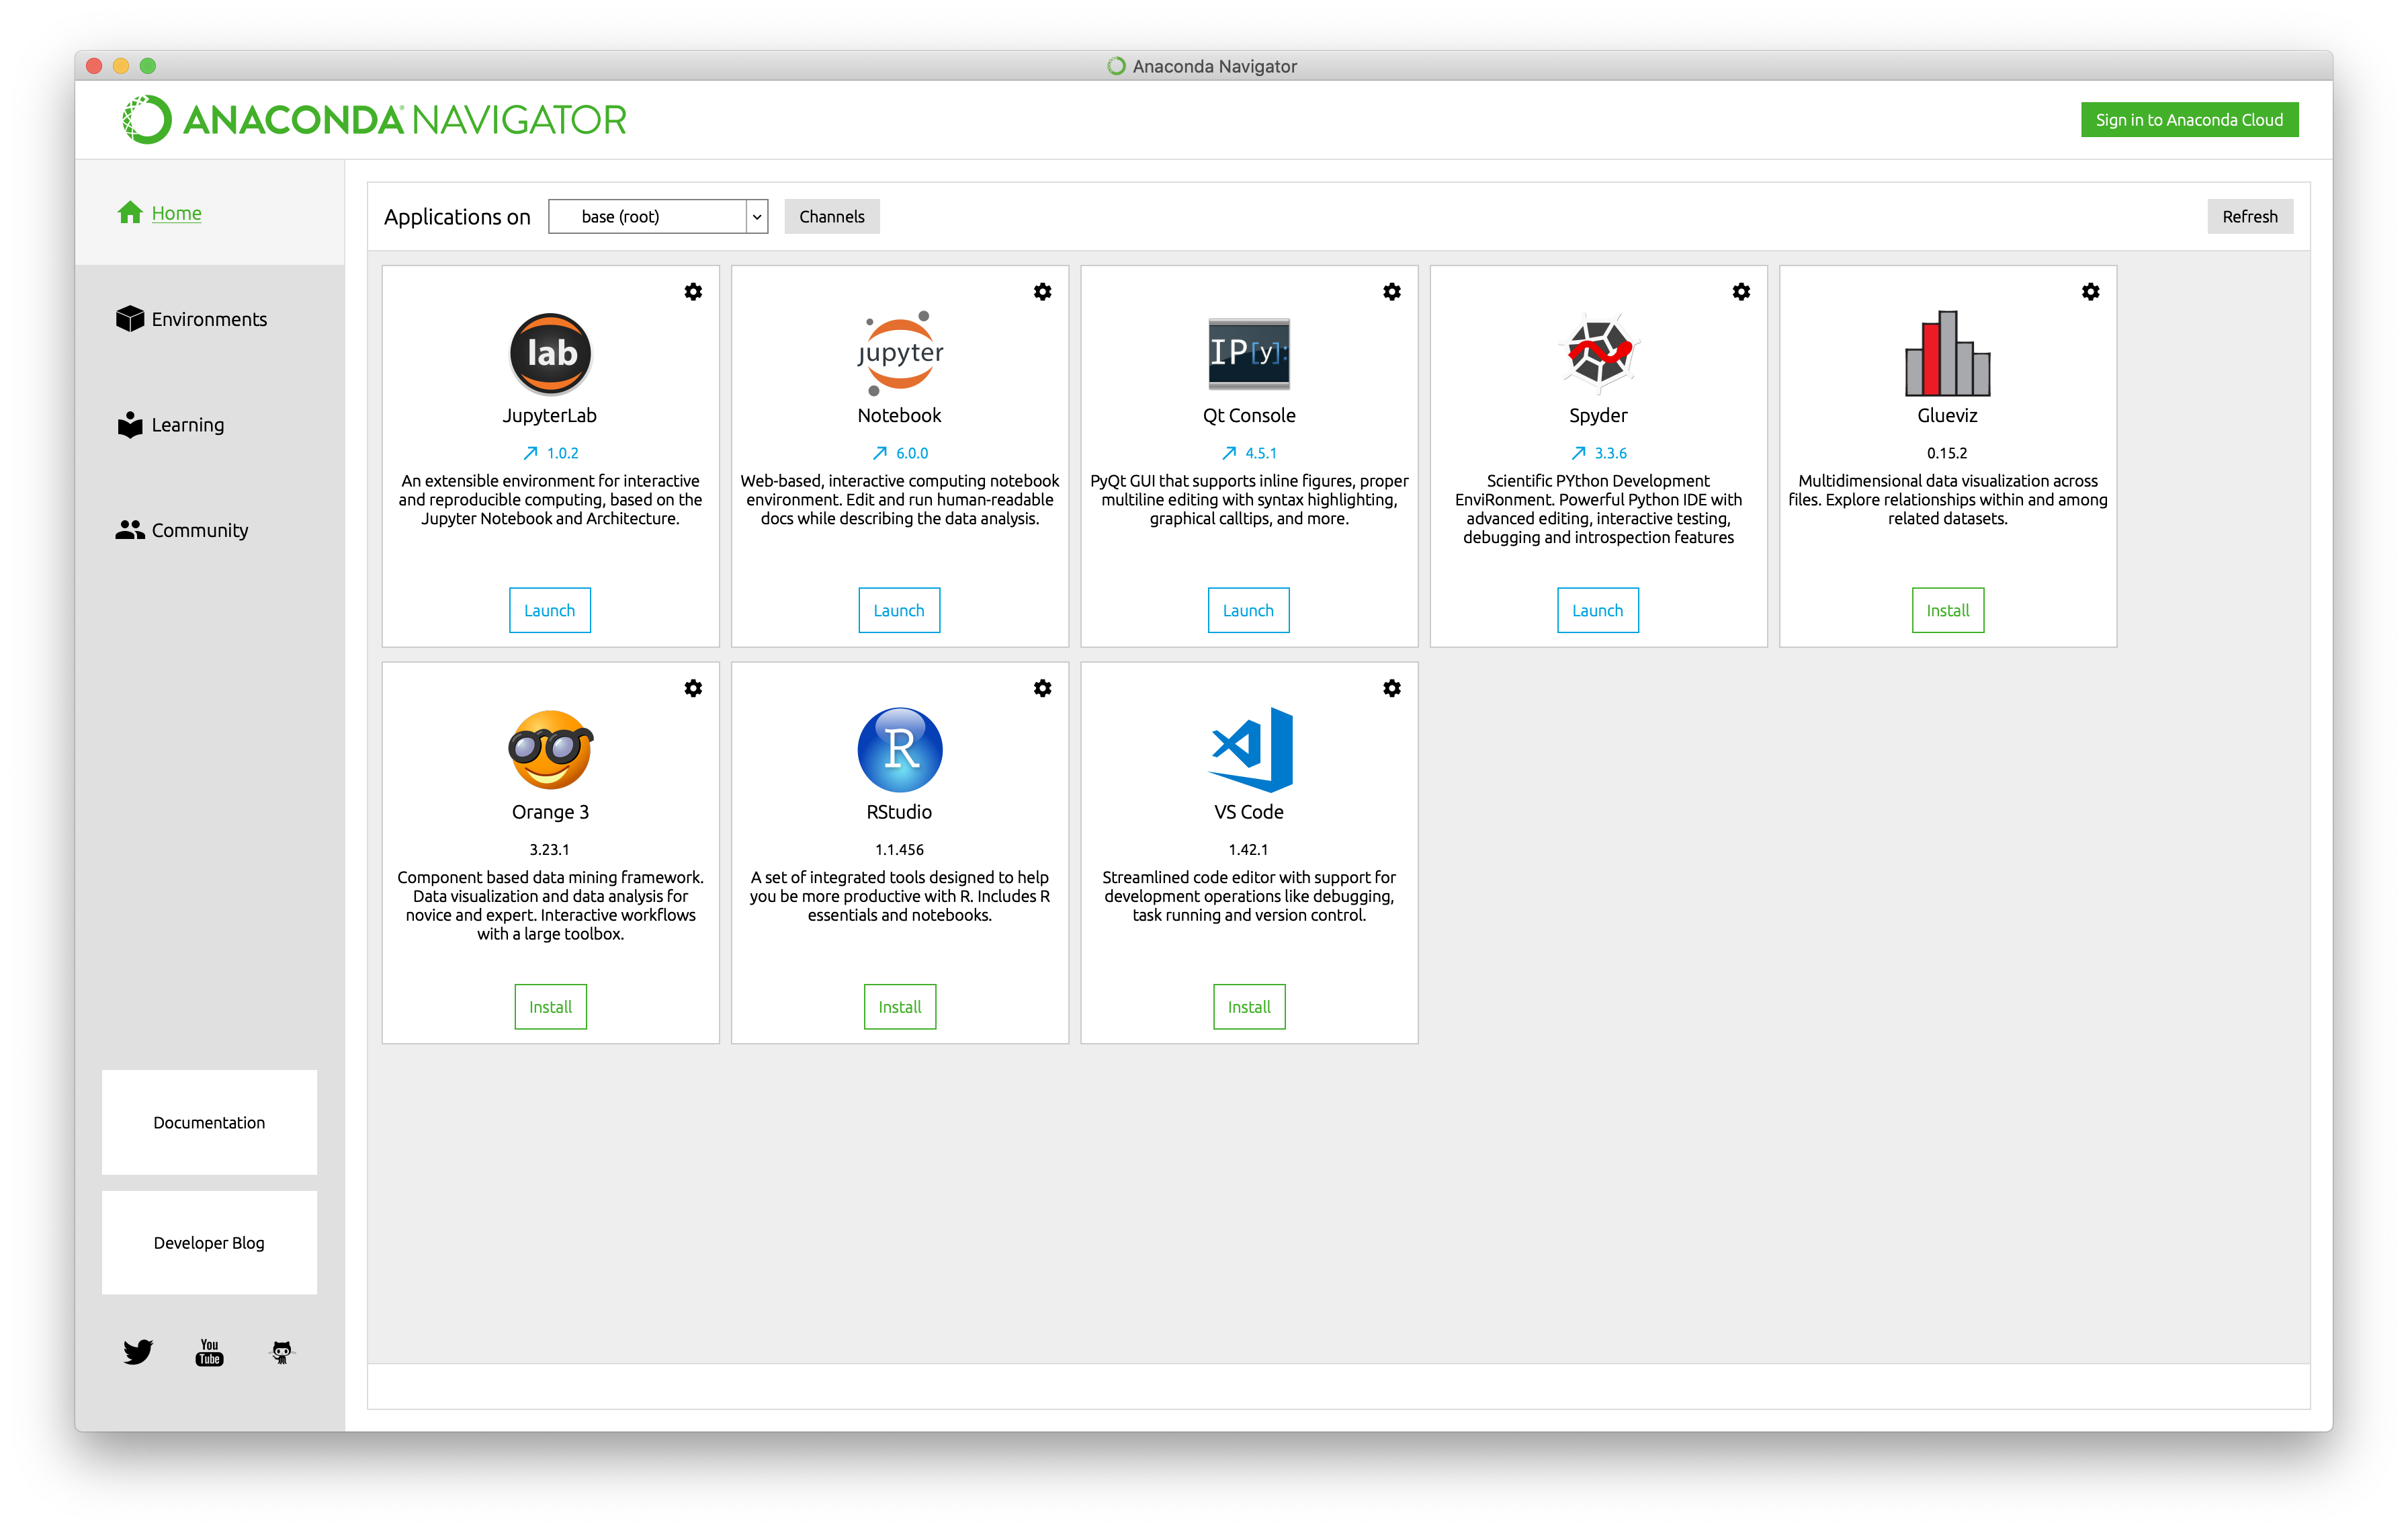 Anaconda Navigator
ANACONDA® NAVIGATOR
Sign in to Anaconda Cloud
Home
Environments
Learning
Community
Documentation
Developer Blog
You
Tube
Applications on
base (root)
Channels
Refresh
lab
JupyterLab
1.0.2
An extensible environment for interactive
and reproducible computing, based on the
Jupyter Notebook and Architecture.
Launch
jupyter
Notebook
6.0.0
Web-based, interactive computing notebook
environment. Edit and run human-readable
docs while describing the data analysis.
Launch
IP[y]:
Qt Console
4.5.1
PyQt GUI that supports inline figures, proper
multiline editing with syntax highlighting,
graphical calltips, and more.
Launch
Spyder
3.3.6
Scientific PYthon Development
EnviRonment. Powerful Python IDE with
advanced editing, interactive testing,
debugging and introspection features
Launch
Glueviz
0.15.2
Multidimensional data visualization across
files. Explore relationships within and among
related datasets.
Install
Orange 3
3.23.1
Component based data mining framework.
Data visualization and data analysis for
novice and expert. Interactive workflows
with a large toolbox.
Install
R
RStudio
1.1.456
A set of integrated tools designed to help
you be more productive with R. Includes R
essentials and notebooks.
Install
VS Code
1.42.1
Streamlined code editor with support for
development operations like debugging,
task running and version control.
Install